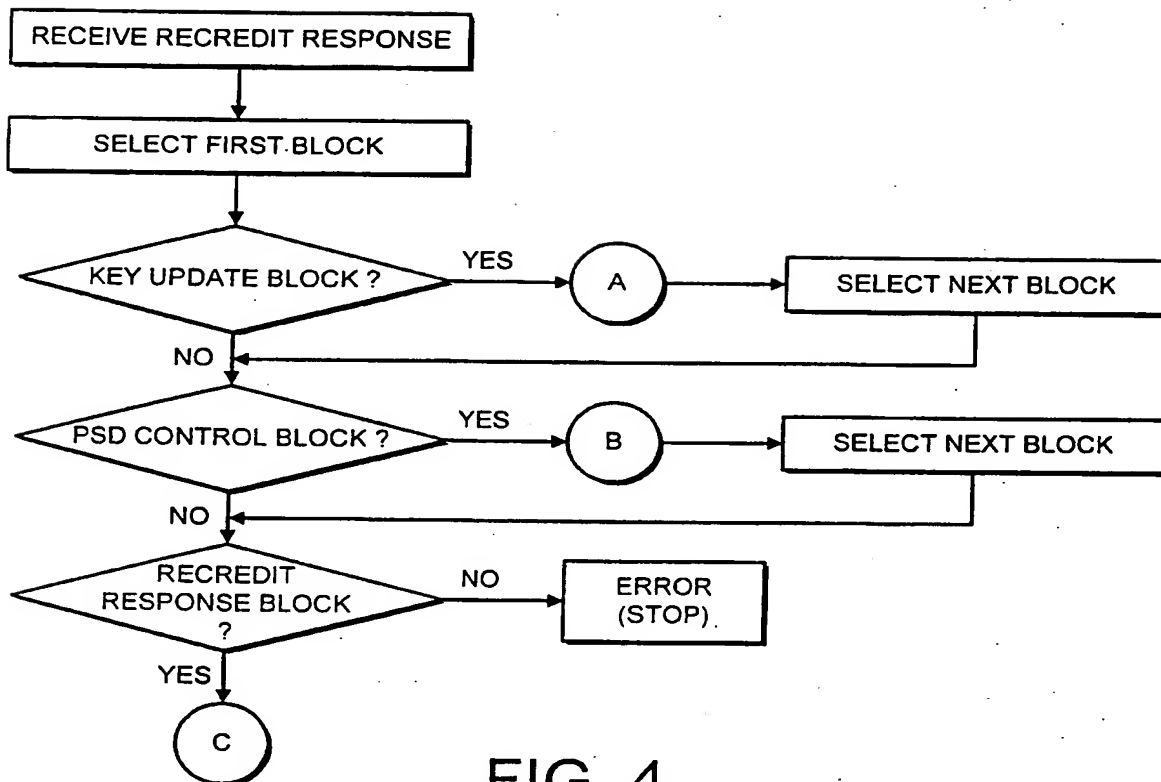 RECEIVE RECREDIT RESPONSE
SELECT FIRST BLOCK
KEY UPDATE BLOCK ?
YES
A
SELECT NEXT BLOCK
NO
PSD CONTROL BLOCK ?
YES
B
SELECT NEXT BLOCK
NO
RECREDIT
RESPONSE BLOCK
?
NO
ERROR
(STOP)
YES
C
FIG. 4